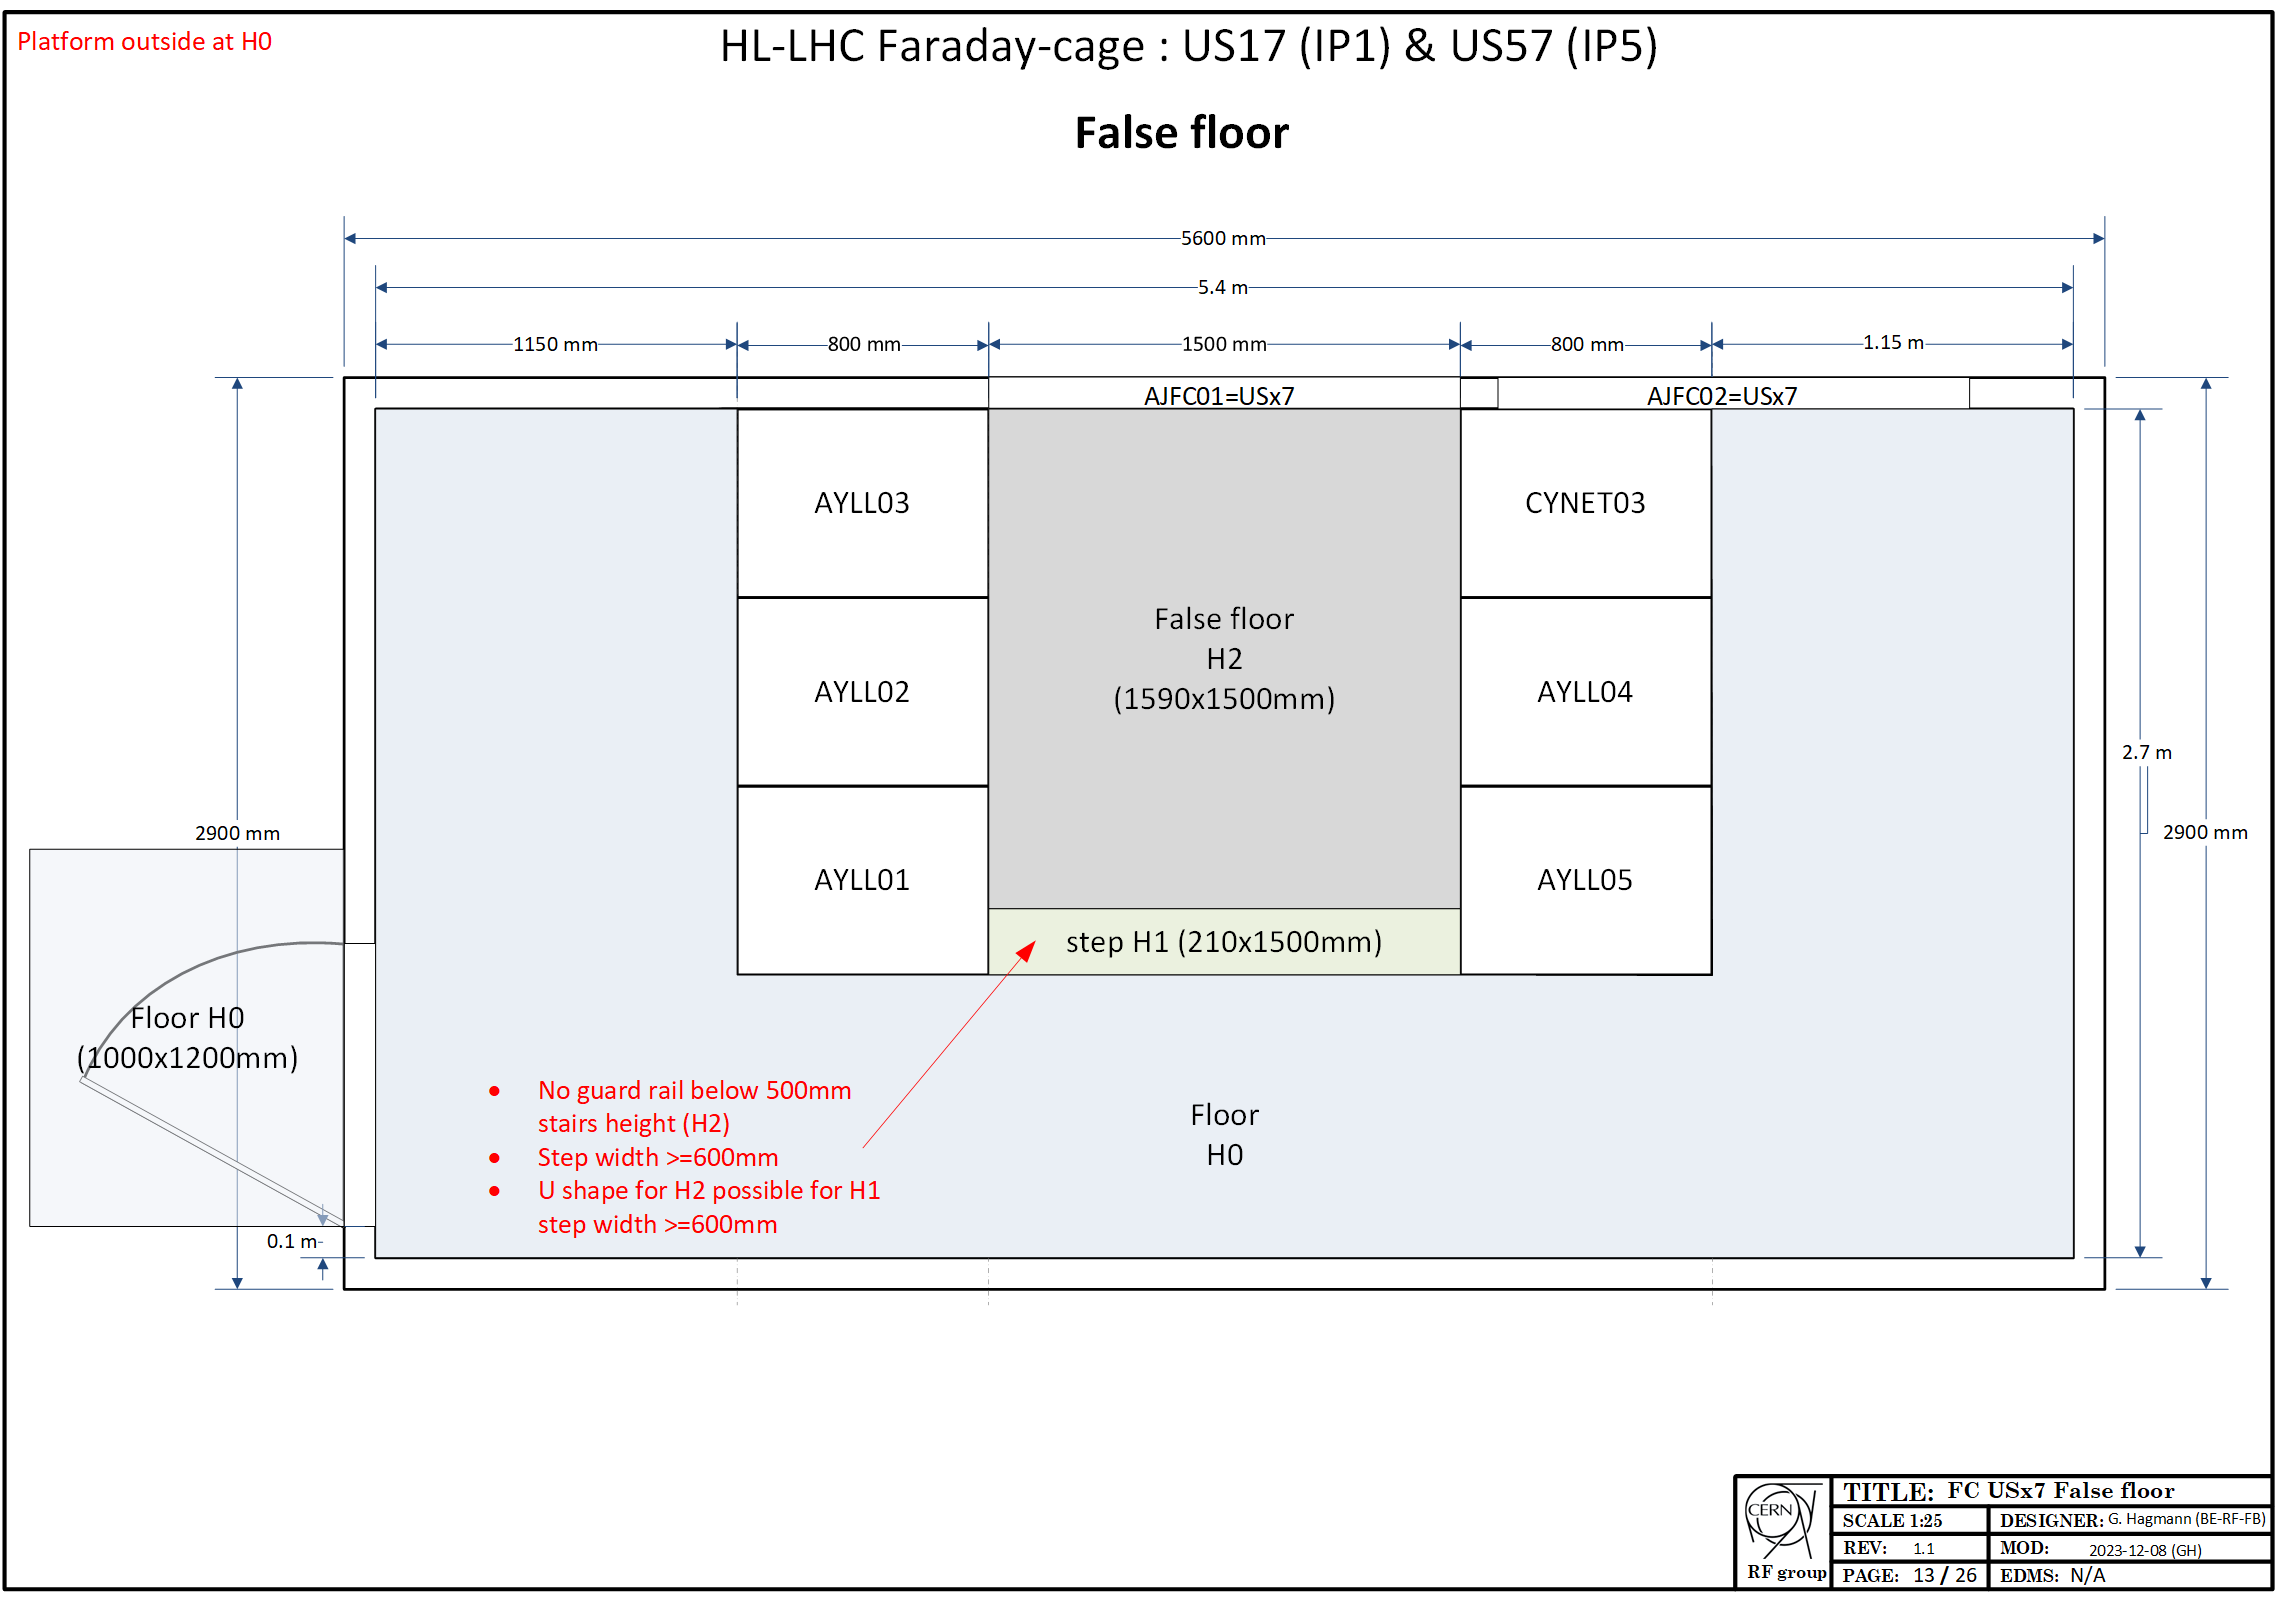 Platform outside at H0
HL-LHC Faraday-cage : US17 (IP1) & US57 (IP5)
False floor
5600 mm
5.4 m
1150 mm
800 mm
1500 mm
800 mm
1.15 m
AJFC01=USx7
AJFC02=USx7
AYLL03
CYNET03
False floor
H2
(1590x1500mm)
AYLL02
AYLL04
2.7 m
2900 mm
2900 mm
AYLL01
AYLL05
step H1 (210x1500mm)
Floor H0
(1000x1200mm)
• No guard rail below 500mm
stairs height (H2)
• Step width >=600mm
• U shape for H2 possible for H1
step width >=600mm
Floor
H0
0.1 m
CERN
RF group
TITLE: FC USx7 False floor
SCALE 1:25
DESIGNER: G. Hagmann (BE-RF-FB)
REV: 1.1
MOD: 2023-12-08 (GH)
PAGE: 13 / 26
EDMS: N/A